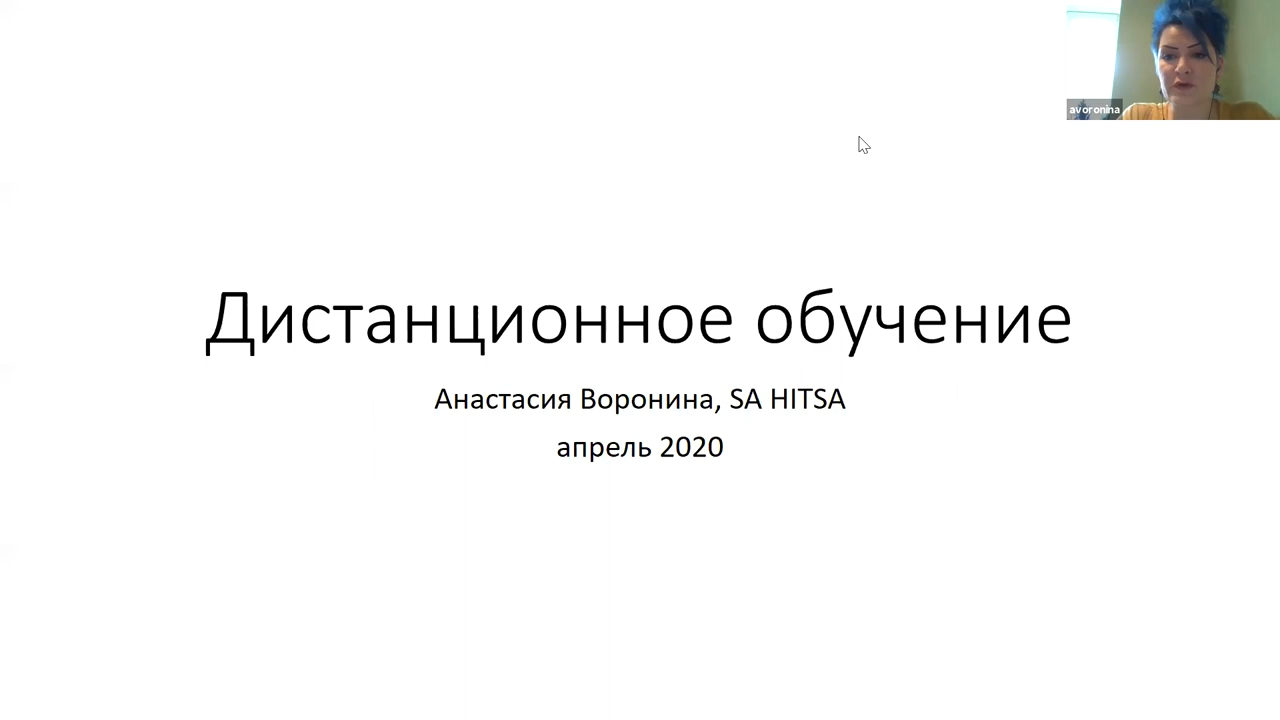 avoronina
Дистанционное обучение
Анастасия Воронина, SA HITSA
апрель 2020